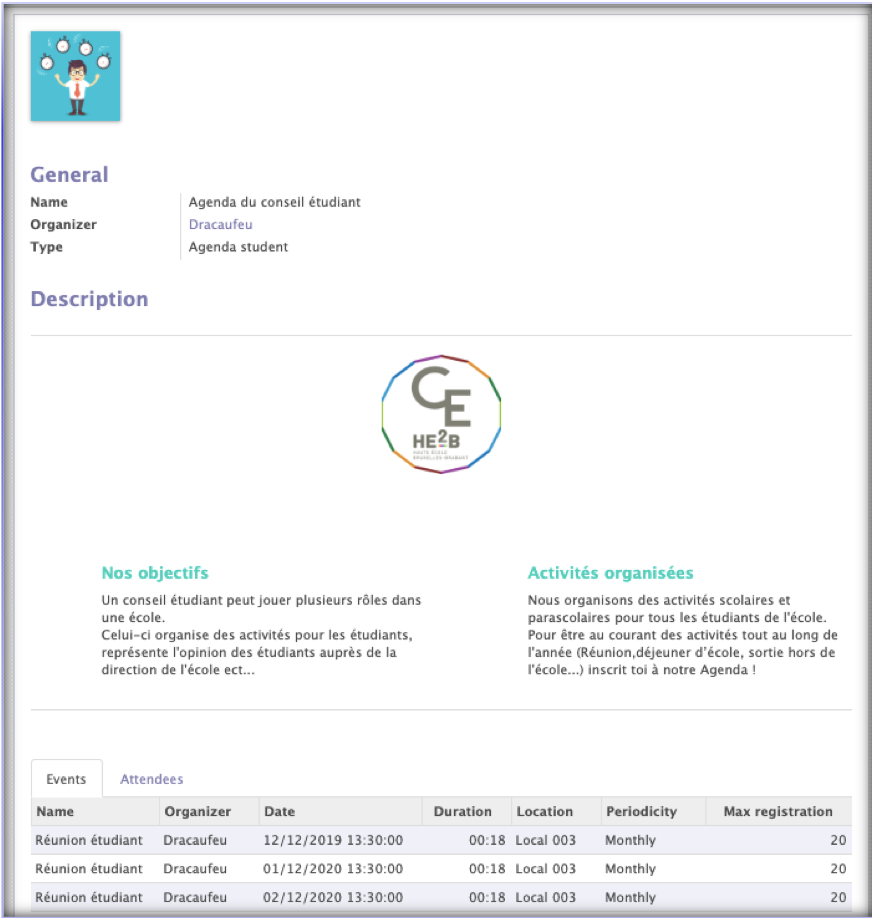 General
Name Agenda du conseil étudiant
Organizer Dracaufeu
Type Agenda student
Description
CE
HE2B
HAUTE ÉCOLE
BRUXELLES-BRABANT
Nos objectifs
Un conseil étudiant peut jouer plusieurs rôles dans
une école.
Celui-ci organise des activités pour les étudiants,
représente l'opinion des étudiants auprès de la
direction de l'école ect...
Activités organisées
Nous organisons des activités scolaires et
parascolaires pour tous les étudiants de l'école.
Pour être au courant des activités tout au long de
l'année (Réunion,déjeuner d'école, sortie hors de
l'école...) inscrit toi à notre Agenda !
Events Attendees
Name Organizer Date Duration Location Periodicity Max registration
Réunion étudiant Dracaufeu 12/12/2019 13:30:00 00:18 Local 003 Monthly 20
Réunion étudiant Dracaufeu 01/12/2020 13:30:00 00:18 Local 003 Monthly 20
Réunion étudiant Dracaufeu 02/12/2020 13:30:00 00:18 Local 003 Monthly 20